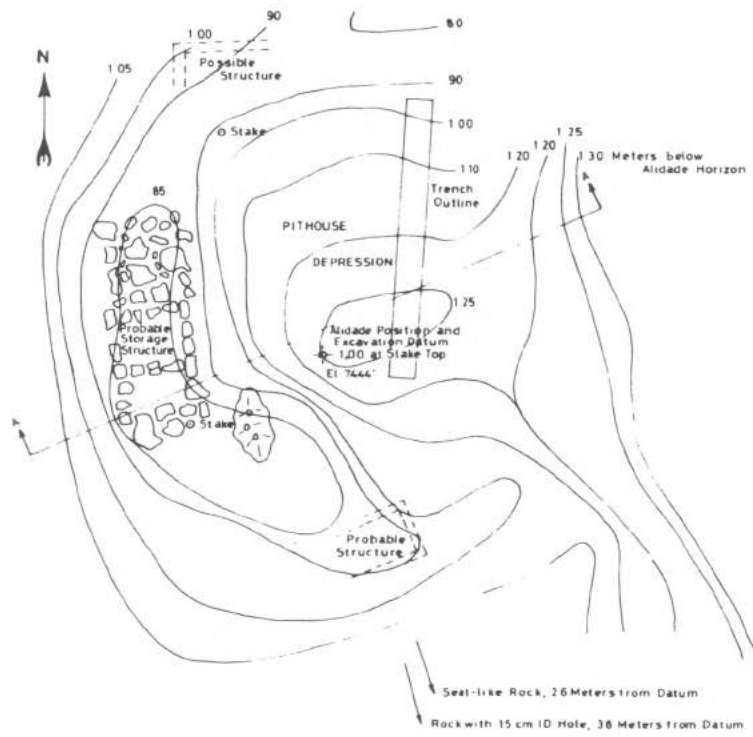 80
90
1.00
1.05
N
Possible
Structure
90
Stake
1.00
1.25
1.20
1.20
1.30 Meters below
Alidade Horizon
1.10
A
Trench
Outline
85
PITHOUSE
DEPRESSION
1.25
Probable
Storage
Structure
Alidade Position and
Excavation Datum
1.00 at Stake Top
El. 7444'
A
Stake
Probable
Structure
Seat-like Rock, 26 Meters from Datum
Rock with 15 cm ID Hole, 36 Meters from Datum